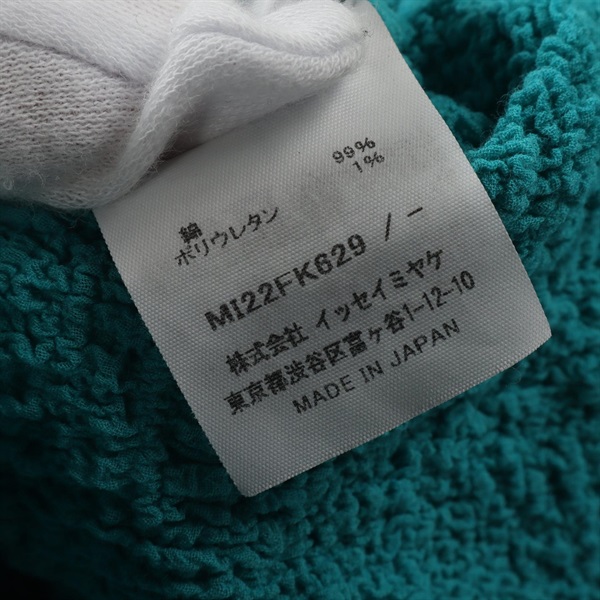 綿 99%
ポリウレタン 1%
MI22FK629 / -
株式会社 イッセイミヤケ
東京都渋谷区富ヶ谷1-12-10
MADE IN JAPAN